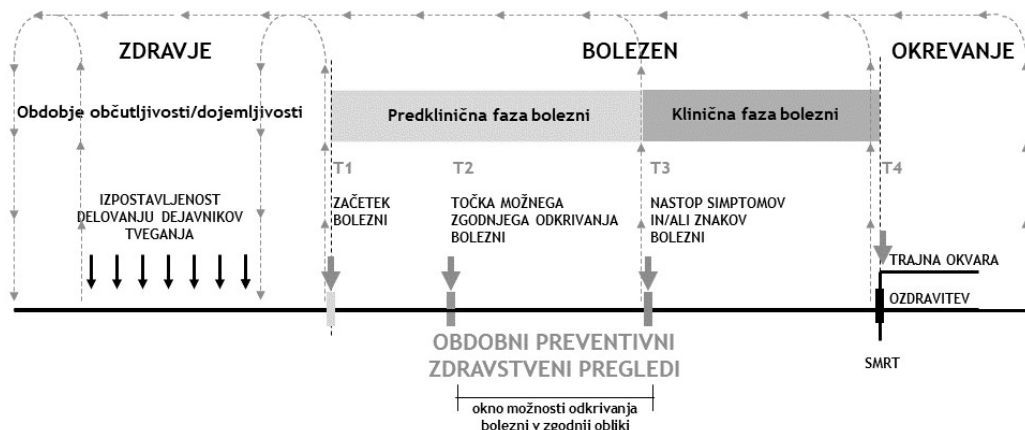 ZDRAVJE
BOLEZEN
OKREVANJE
Obdobje občutljivosti/dojemljivosti
Predklinična faza bolezni
Klinična faza bolezni
T1
T2
T3
T4
IZPOSTAVLJENOST
DELOVANJU DEJAVNIKOV
TVEGANJA
ZAČETEK
BOLEZNI
TOČKA MOŽNEGA
ZGODNJEGA ODKRIVANJA
BOLEZNI
NASTOP SIMPTOMOV
IN/ALI ZNAKOV
BOLEZNI
TRAJNA OKVARA
OZDRAVITEV
SMRT
OBDOBNI PREVENTIVNI
ZDRAVSTVENI PREGLEDI
okno možnosti odkrivanja
bolezni v zgodnji obliki